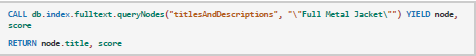 CALL db.index.fulltext.queryNodes("titlesAndDescriptions", "\"Full Metal Jacket\"") YIELD node,
score
RETURN node.title, score